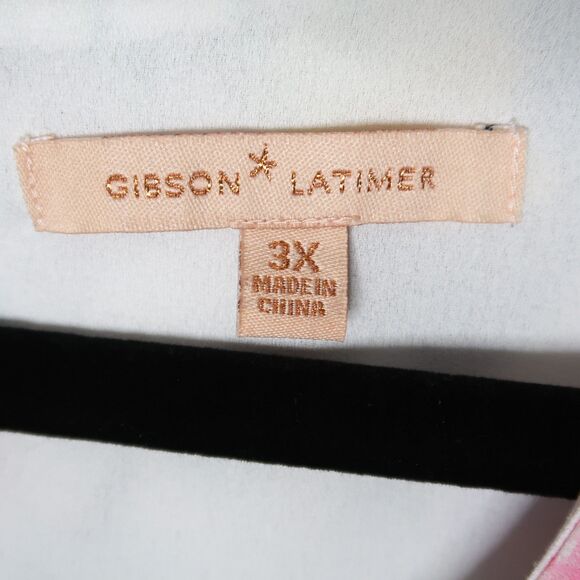 GIBSON * LATIMER
3X
MADE IN
CHINA